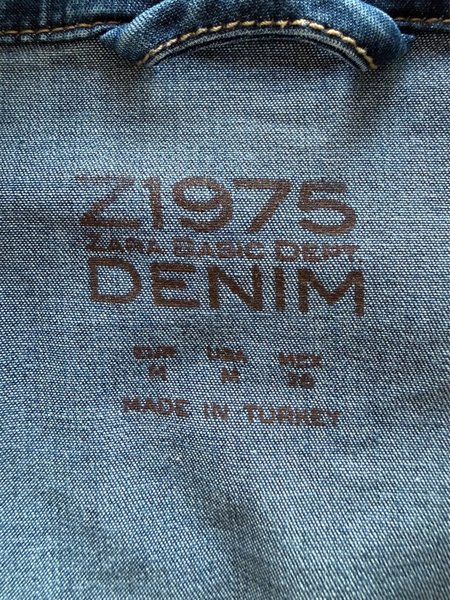 Z1975
ZARA BASIC DEPT.
DENIM
EUR USA MEX
M M 28
MADE IN TURKEY